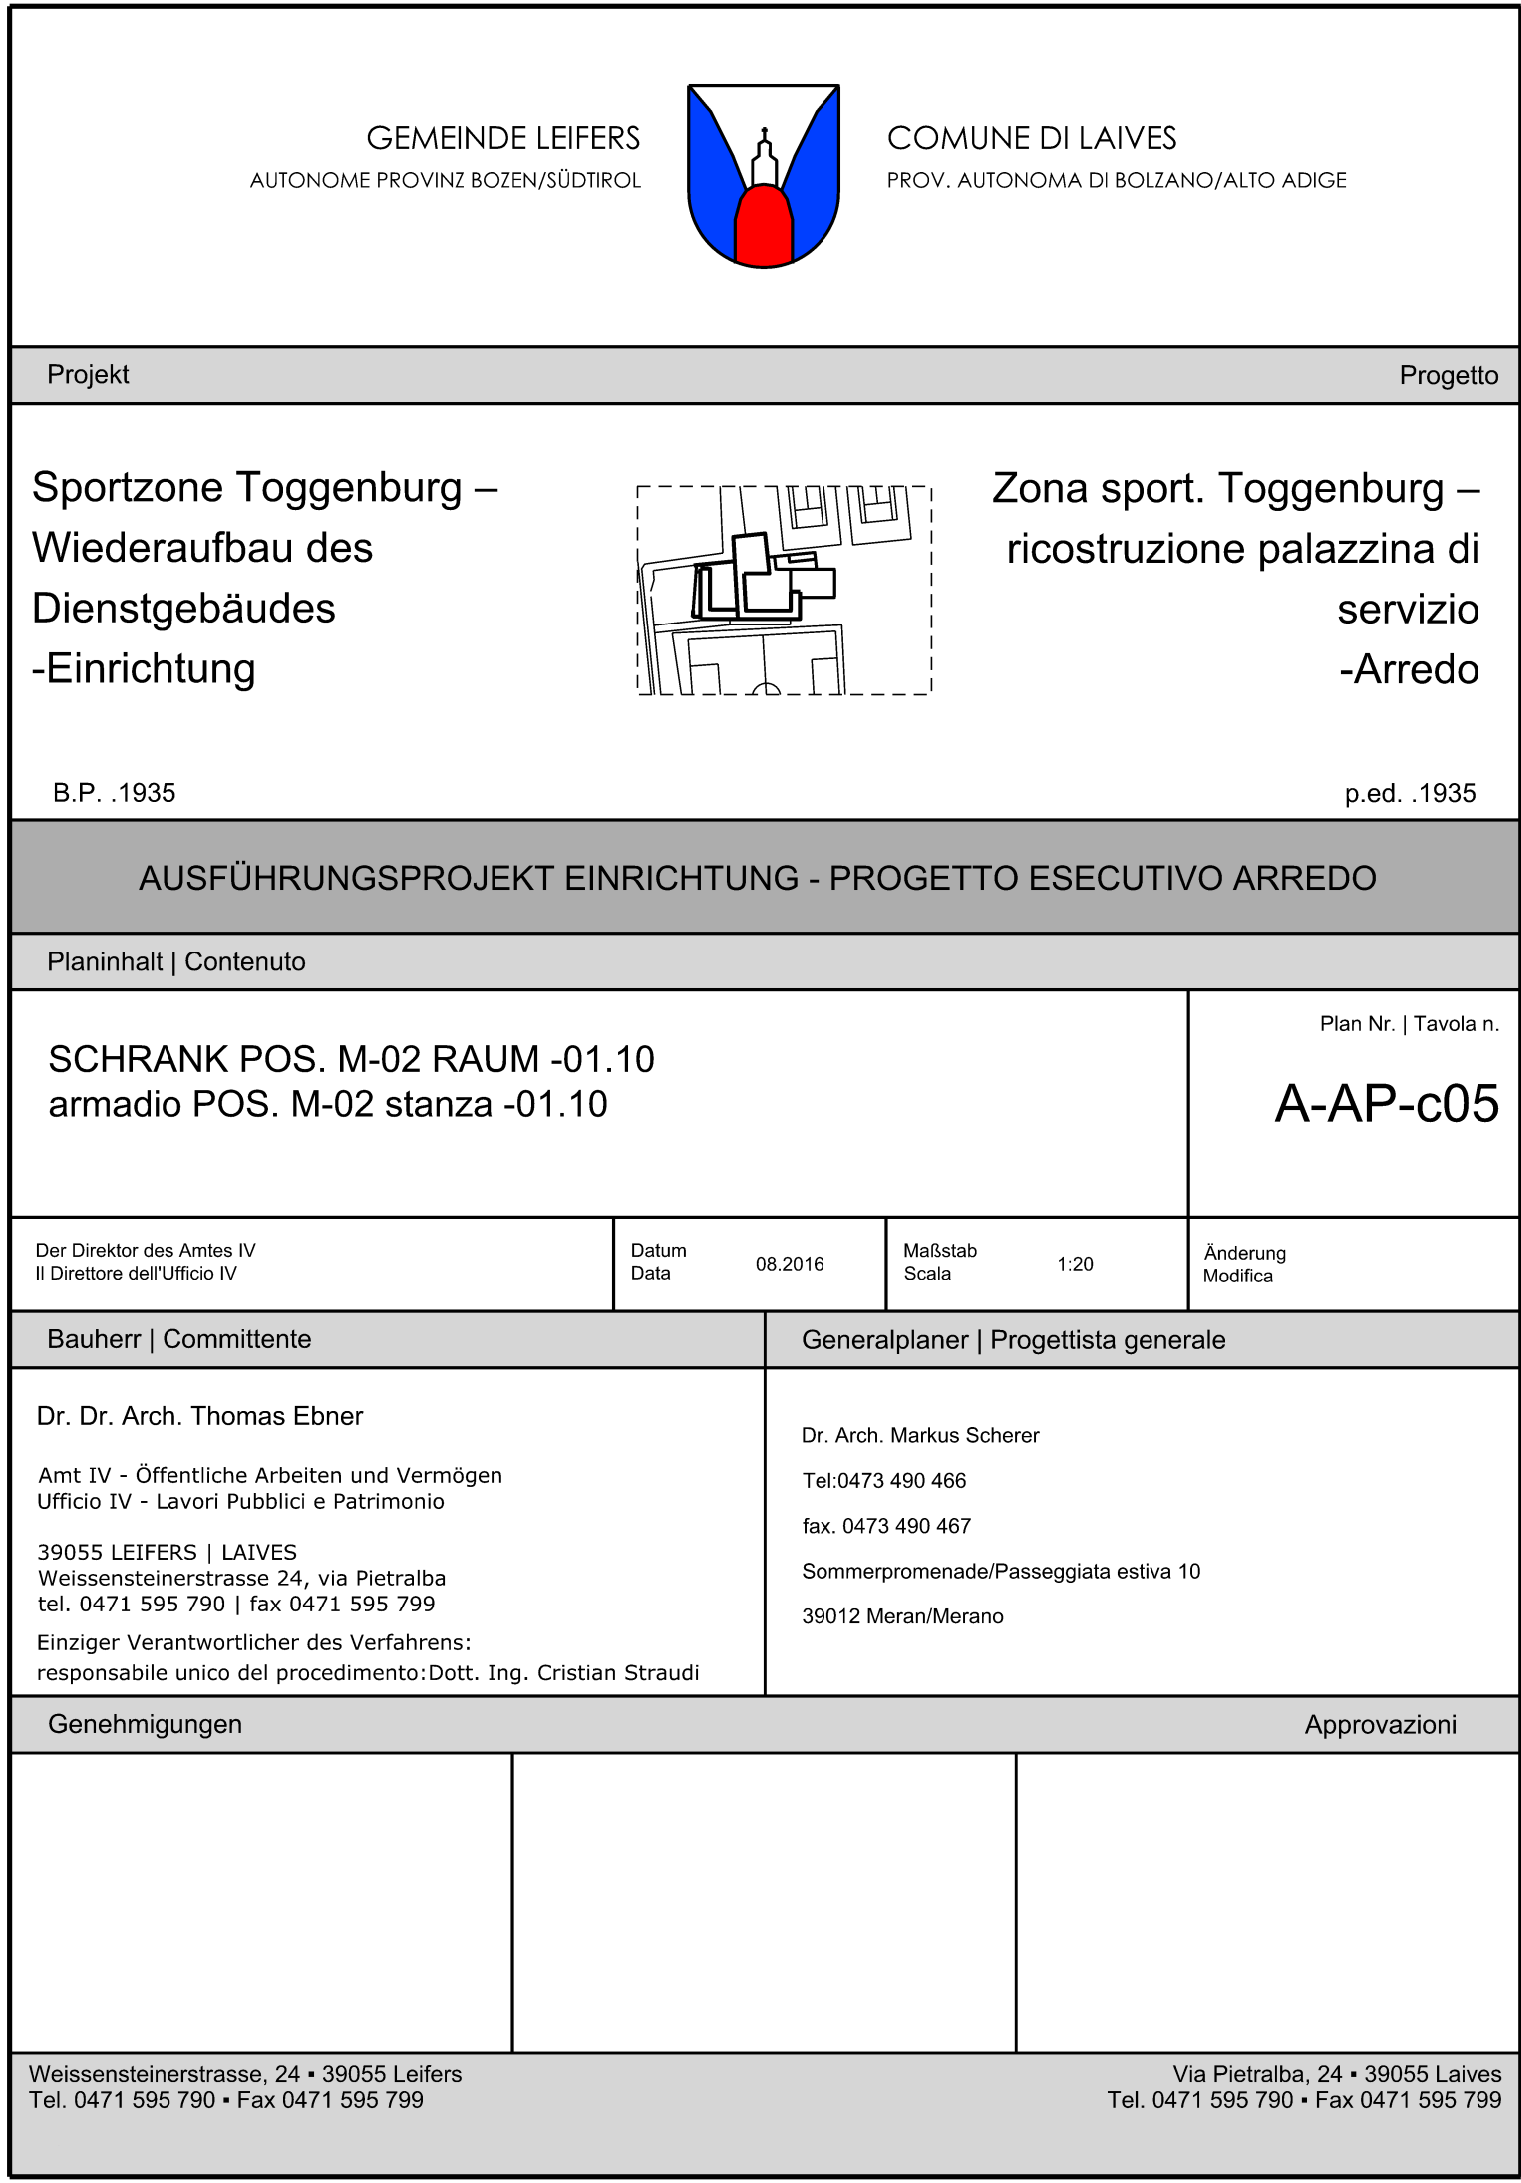 GEMEINDE LEIFERS
AUTONOME PROVINZ BOZEN/SÜDTIROL
COMUNE DI LAIVES
PROV. AUTONOMA DI BOLZANO/ALTO ADIGE
Projekt
Progetto
Sportzone Toggenburg –
Wiederaufbau des
Dienstgebäudes
-Einrichtung
Zona sport. Toggenburg –
ricostruzione palazzina di
servizio
-Arredo
B.P. .1935
p.ed. .1935
AUSFÜHRUNGSPROJEKT EINRICHTUNG - PROGETTO ESECUTIVO ARREDO
Planinhalt | Contenuto
SCHRANK POS. M-02 RAUM -01.10
armadio POS. M-02 stanza -01.10
Plan Nr. | Tavola n.
A-AP-c05
Der Direktor des Amtes IV
Il Direttore dell'Ufficio IV
Datum
Data
08.2016
Maßstab
Scala
1:20
Änderung
Modifica
Bauherr | Committente
Generalplaner | Progettista generale
Dr. Dr. Arch. Thomas Ebner
Amt IV - Öffentliche Arbeiten und Vermögen
Ufficio IV - Lavori Pubblici e Patrimonio
39055 LEIFERS | LAIVES
Weissensteinerstrasse 24, via Pietralba
tel. 0471 595 790 | fax 0471 595 799
Einziger Verantwortlicher des Verfahrens:
responsabile unico del procedimento:Dott. Ing. Cristian Straudi
Dr. Arch. Markus Scherer
Tel:0473 490 466
fax. 0473 490 467
Sommerpromenade/Passeggiata estiva 10
39012 Meran/Merano
Genehmigungen
Approvazioni
Weissensteinerstrasse, 24 ▪ 39055 Leifers
Tel. 0471 595 790 ▪ Fax 0471 595 799
Via Pietralba, 24 ▪ 39055 Laives
Tel. 0471 595 790 ▪ Fax 0471 595 799